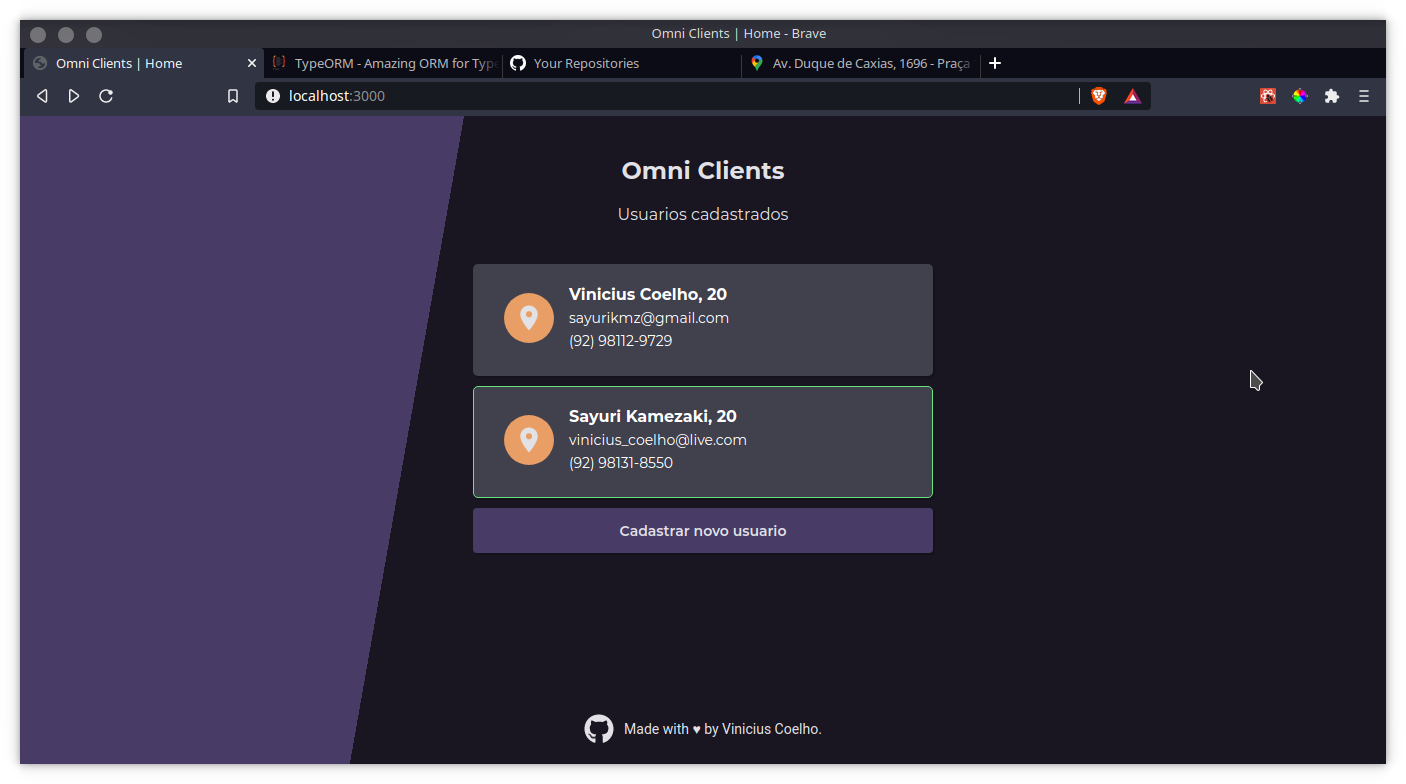 Omni Clients | Home - Brave
Omni Clients | Home
TypeORM - Amazing ORM for Type
Your Repositories
Av. Duque de Caxias, 1696 - Praça
localhost:3000
Omni Clients
Usuarios cadastrados
Vinicius Coelho, 20
sayurikmz@gmail.com
(92) 98112-9729
Sayuri Kamezaki, 20
vinicius_coelho@live.com
(92) 98131-8550
Cadastrar novo usuario
Made with ♥ by Vinicius Coelho.